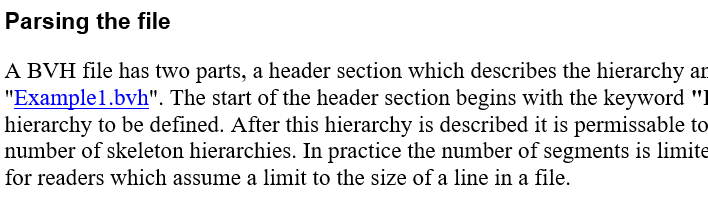 Parsing the file
A BVH file has two parts, a header section which describes the hierarchy
"Example1.bvh". The start of the header section begins with the keyword
hierarchy to be defined. After this hierarchy is described it is permissable to
number of skeleton hierarchies. In practice the number of segments is
for readers which assume a limit to the size of a line in a file.